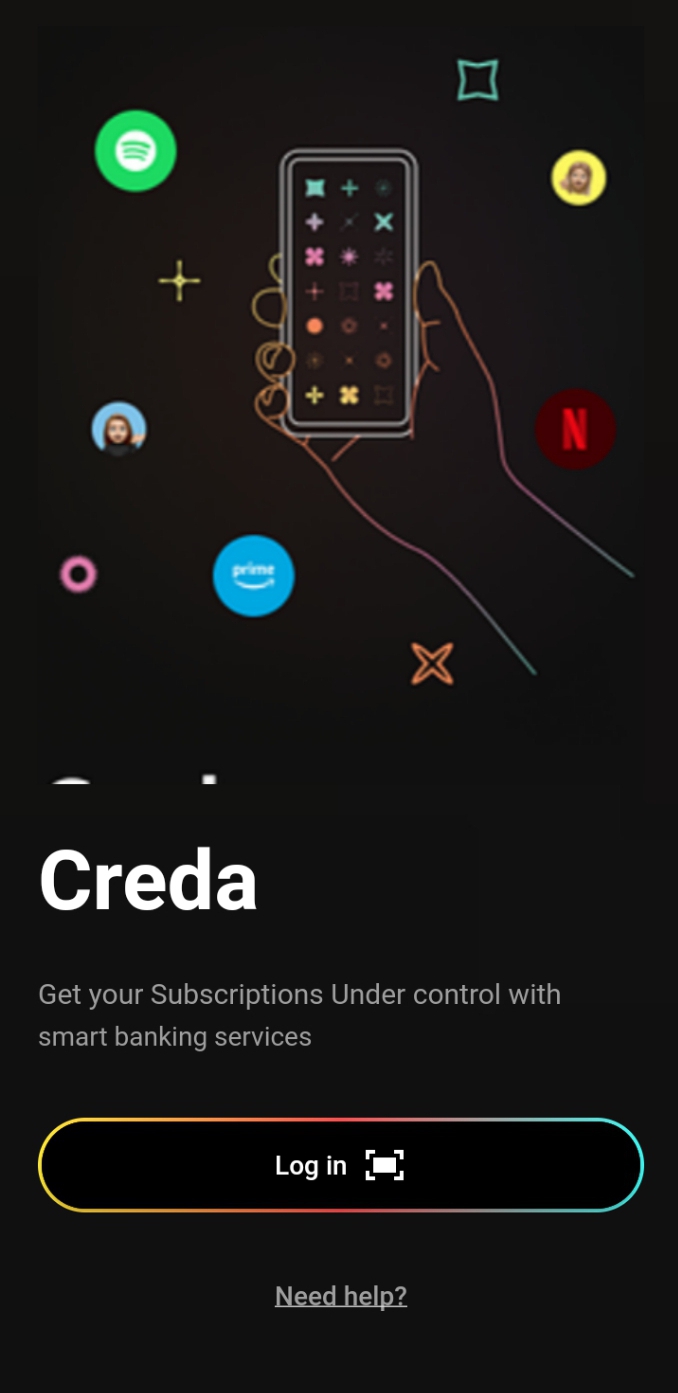 prime
N
Creda
Get your Subscriptions Under control with
smart banking services
Log in
Need help?